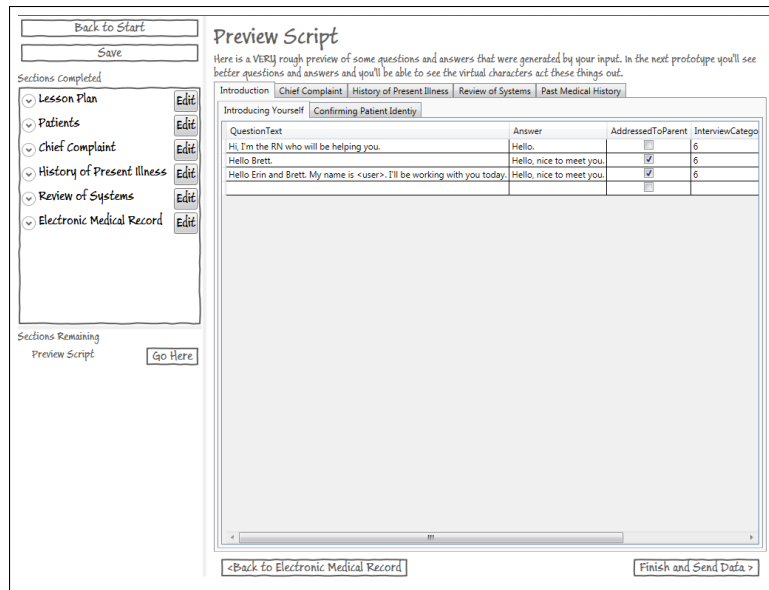 Back to Start
Save
Sections Completed
Lesson Plan Edit
Patients Edit
Chief Complaint Edit
History of Present Illness Edit
Review of Systems Edit
Electronic Medical Record Edit
Sections Remaining
Preview Script Go Here
Preview Script
Here is a VERY rough preview of some questions and answers that were generated by your input. In the next prototype you'll see
better questions and answers and you'll be able to see the virtual characters act these things out.
Introduction Chief Complaint History of Present Illness Review of Systems Past Medical History
Introducing Yourself Confirming Patient Identiy
QuestionText Answer AddressedToParent InterviewCatego
Hi, I'm the RN who will be helping you. Hello. 6
Hello Brett. Hello, nice to meet you. 6
Hello Erin and Brett. My name is <user>. I'll be working with you today. Hello, nice to meet you. 6
<Back to Electronic Medical Record Finish and Send Data >